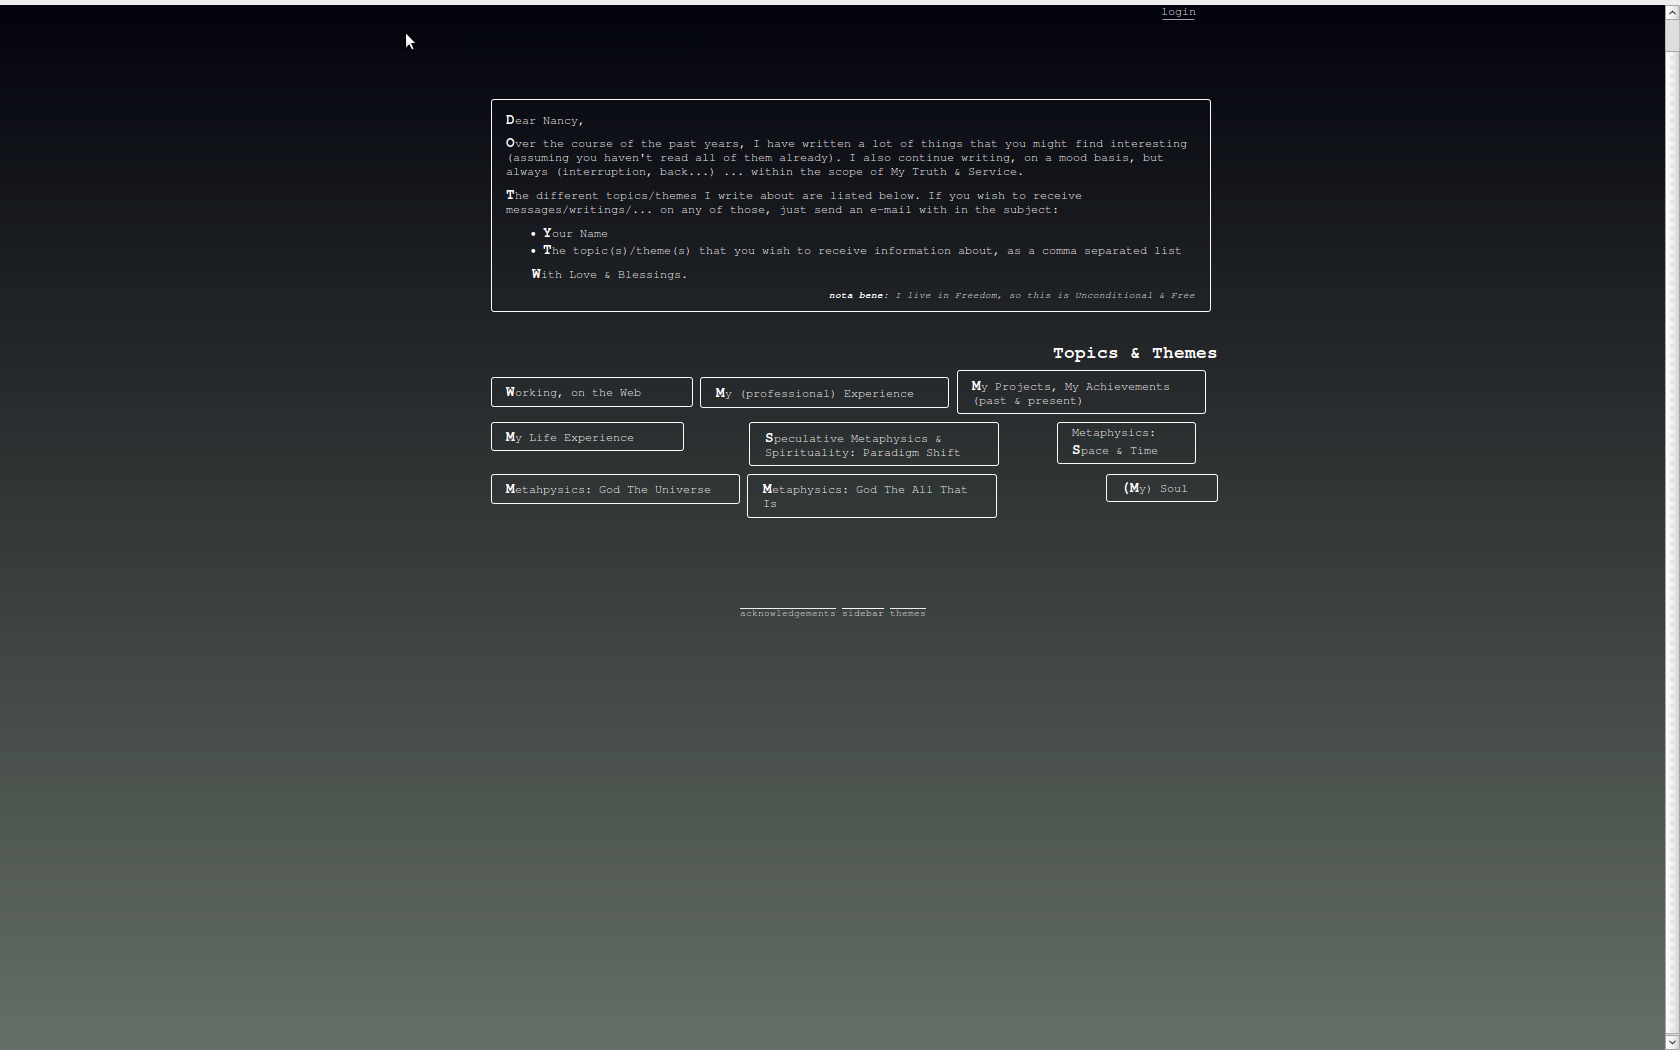 login
Dear Nancy,
Over the course of the past years, I have written a lot of things that you might find interesting
(assuming you haven't read all of them already). I also continue writing, on a mood basis, but
always (interruption, back...) ... within the scope of My Truth & Service.
The different topics/themes I write about are listed below. If you wish to receive
messages/writings/... on any of those, just send an e-mail with in the subject:
• Your Name
• The topic(s)/theme(s) that you wish to receive information about, as a comma separated list
With Love & Blessings.
nota bene: I live in Freedom, so this is Unconditional & Free
Topics & Themes
Working, on the Web
My (professional) Experience
My Projects, My Achievements
(past & present)
My Life Experience
Speculative Metaphysics &
Spirituality: Paradigm Shift
Metaphysics:
Space & Time
Metahpysics: God The Universe
Metaphysics: God The All That
Is
(My) Soul
acknowledgements sidebar themes